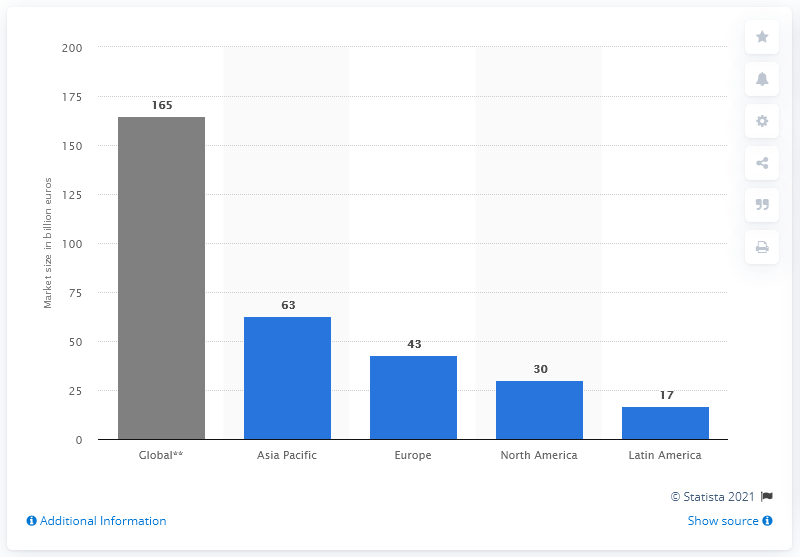 200
175
150
125
100
75
50
25
0
Market size in billion euros
165
63
43
30
17
Global**
Asia Pacific
Europe
North America
Latin America
© Statista 2021
Additional Information
Show source